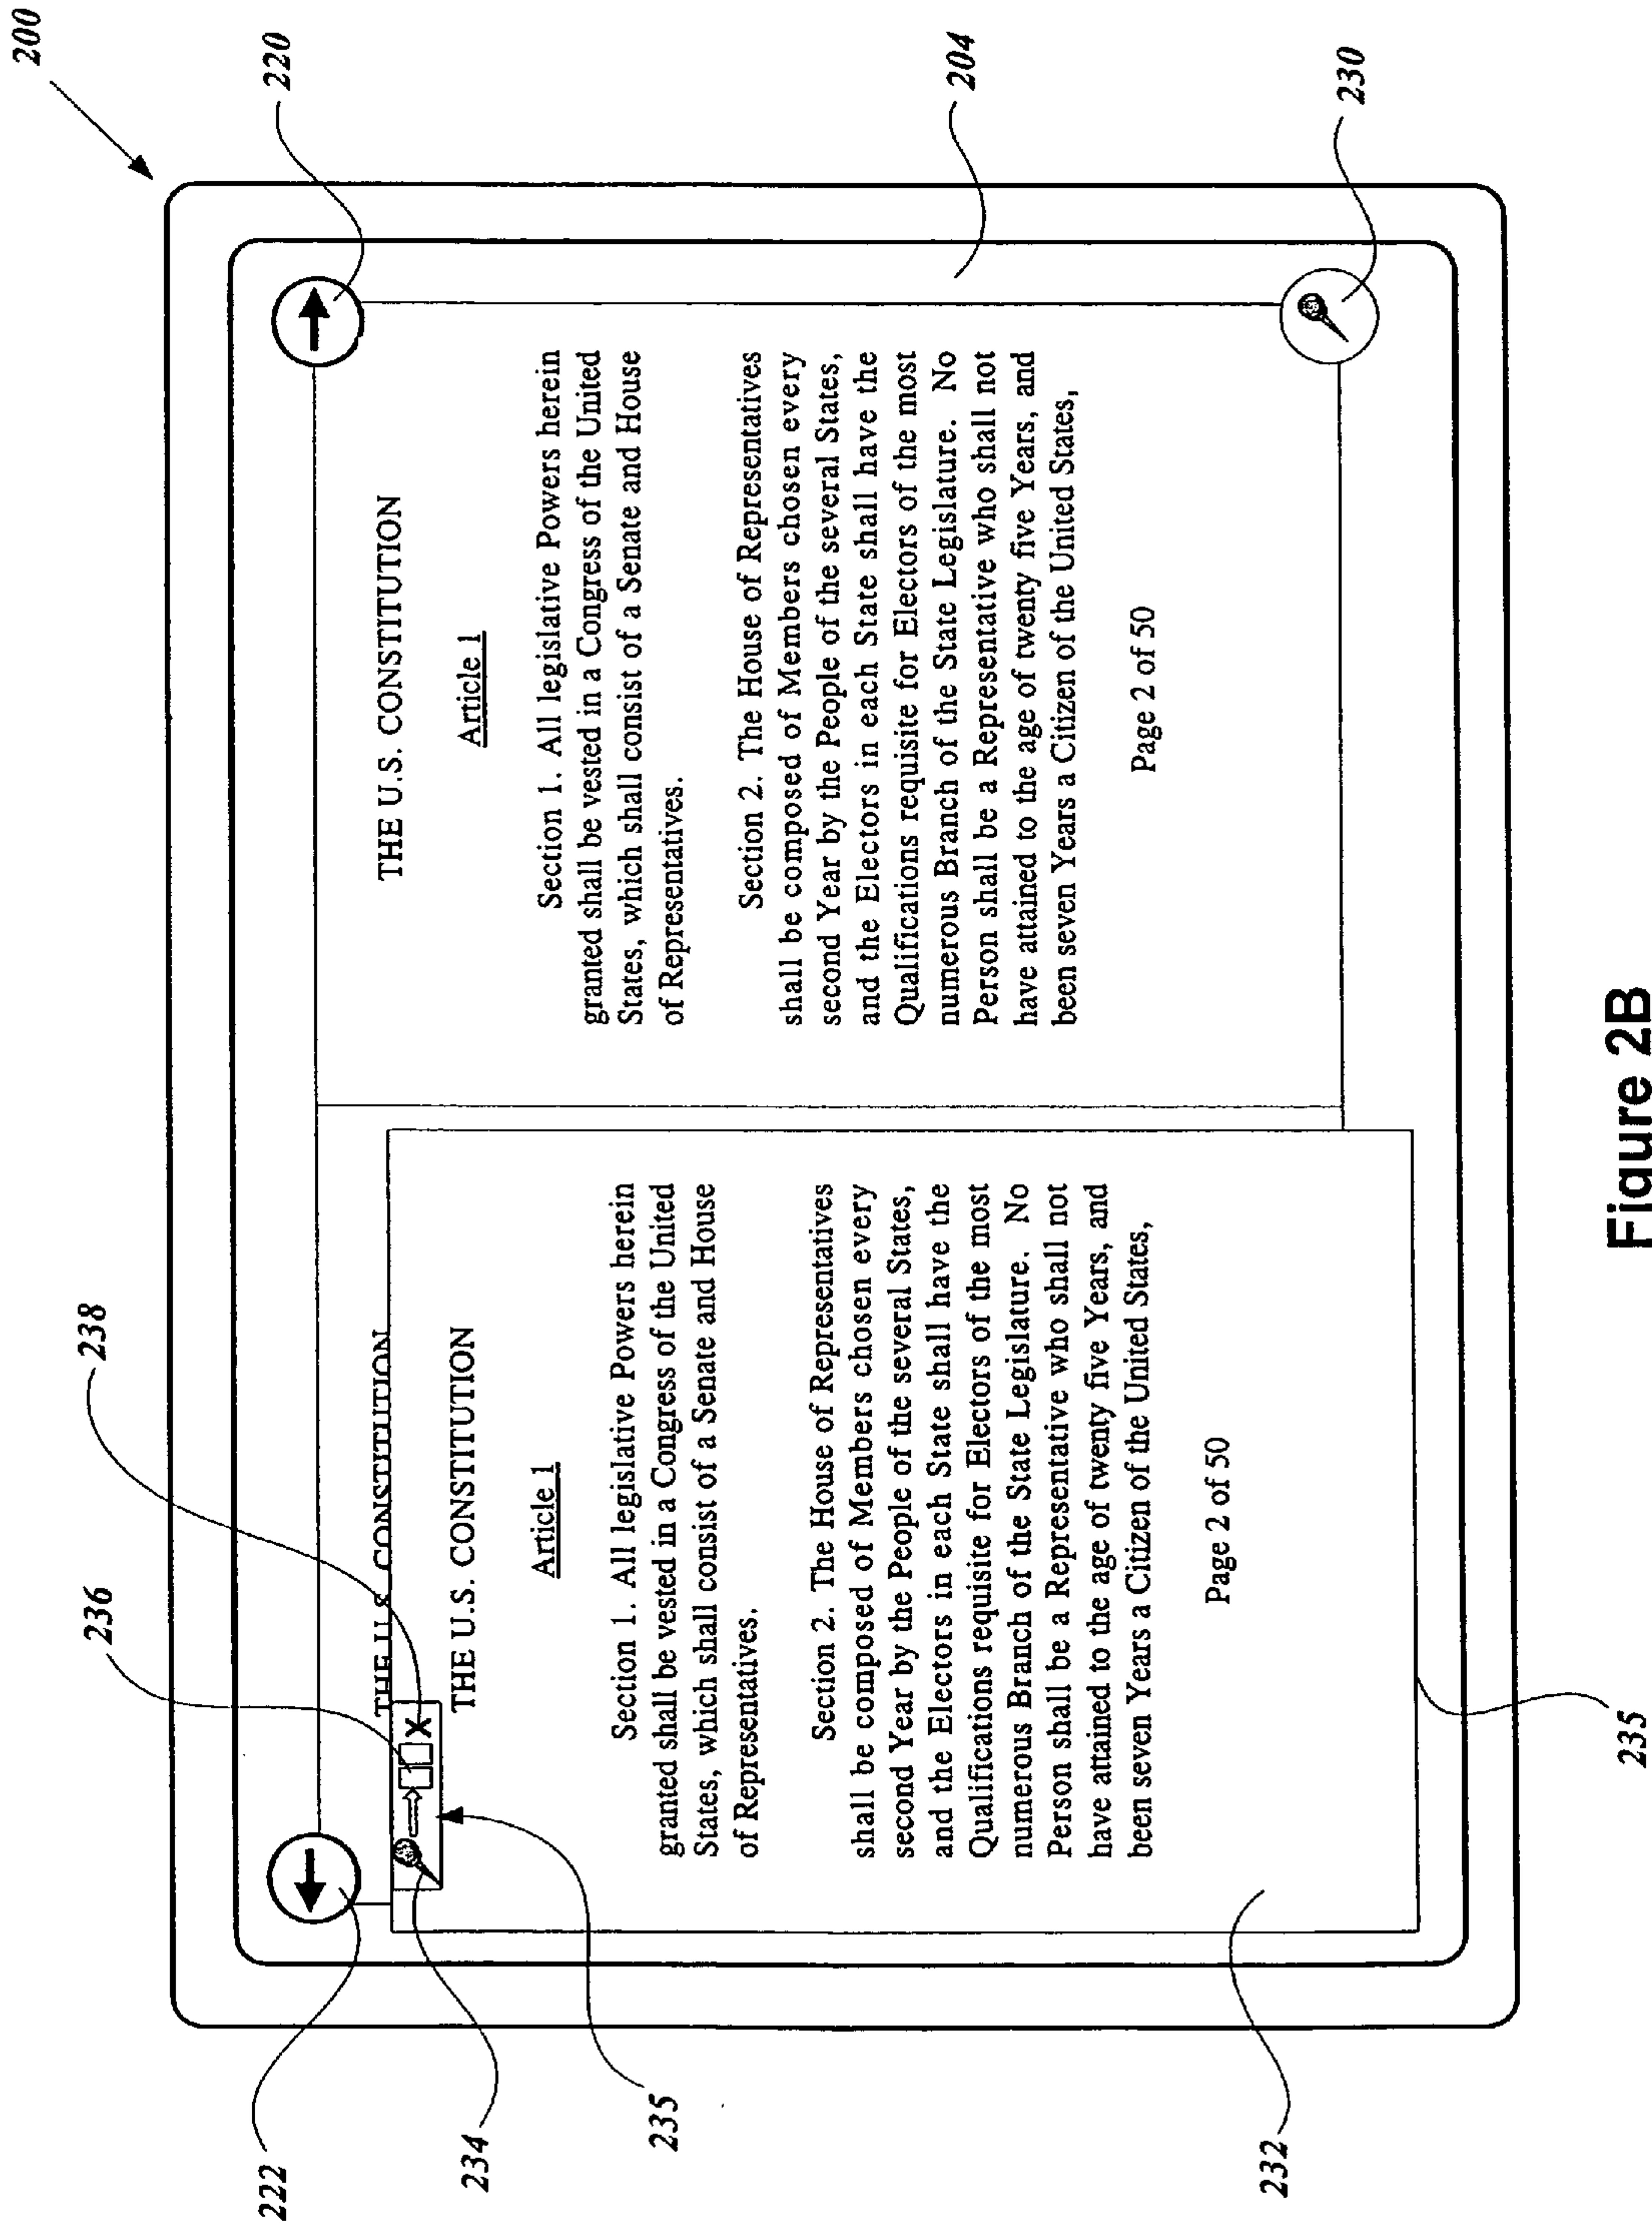 200
220
204
230
238
236
222
234
235
232
235
THE U.S. CONSTITUTION
THE U.S. CONSTITUTION
Article 1
Section 1. All legislative Powers herein
granted shall be vested in a Congress of the United
States, which shall consist of a Senate and House
of Representatives.
Section 2. The House of Representatives
shall be composed of Members chosen every
second Year by the People of the several States,
and the Electors in each State shall have the
Qualifications requisite for Electors of the most
numerous Branch of the State Legislature. No
Person shall be a Representative who shall not
have attained to the age of twenty five Years, and
been seven Years a Citizen of the United States,
Page 2 of 50
X
THE U.S. CONSTITUTION
Article 1
Section 1. All legislative Powers herein
granted shall be vested in a Congress of the United
States, which shall consist of a Senate and House
of Representatives.
Section 2. The House of Representatives
shall be composed of Members chosen every
second Year by the People of the several States,
and the Electors in each State shall have the
Qualifications requisite for Electors of the most
numerous Branch of the State Legislature. No
Person shall be a Representative who shall not
have attained to the age of twenty five Years, and
been seven Years a Citizen of the United States,
Page 2 of 50
Figure 2B